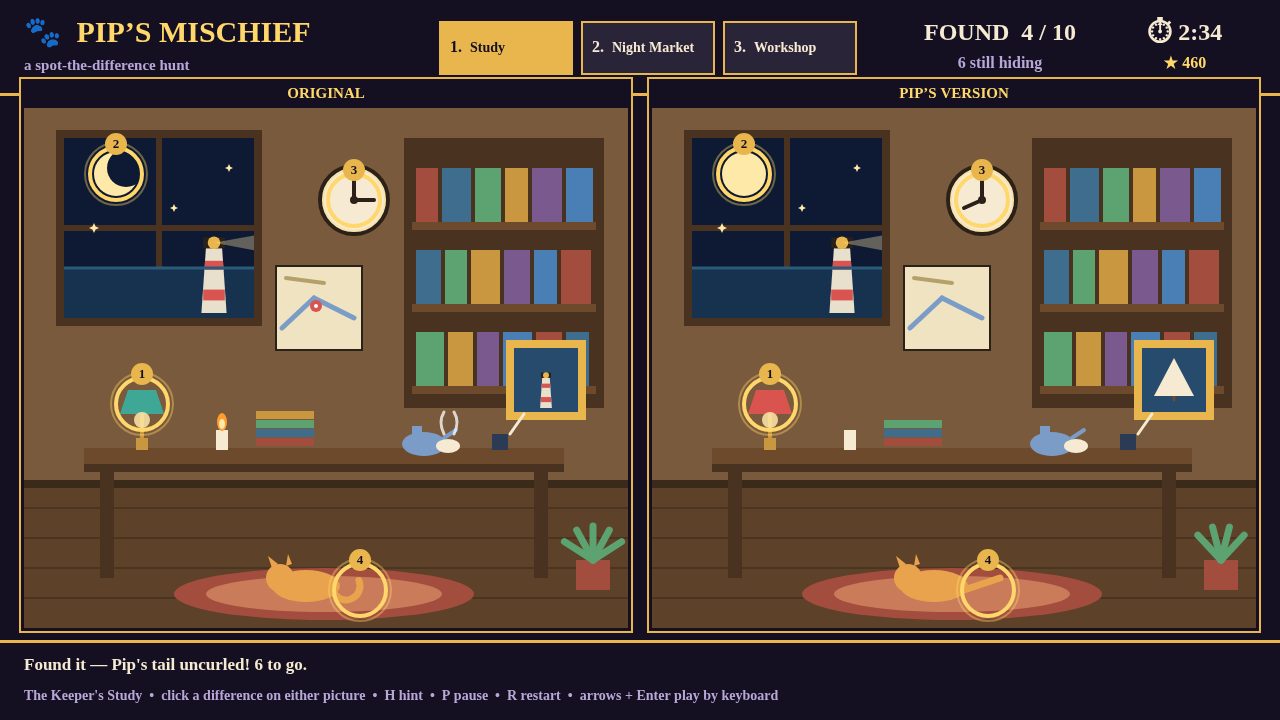 🐾 PIP'S MISCHIEF
a spot-the-difference hunt
1. Study
2. Night Market
3. Workshop
FOUND 4 / 10
6 still hiding
⏱ 2:34
★ 460
ORIGINAL
PIP'S VERSION
2
3
1
4
2
3
1
4
Found it — Pip's tail uncurled! 6 to go.
The Keeper's Study • click a difference on either picture • H hint • P pause • R restart • arrows + Enter play by keyboard